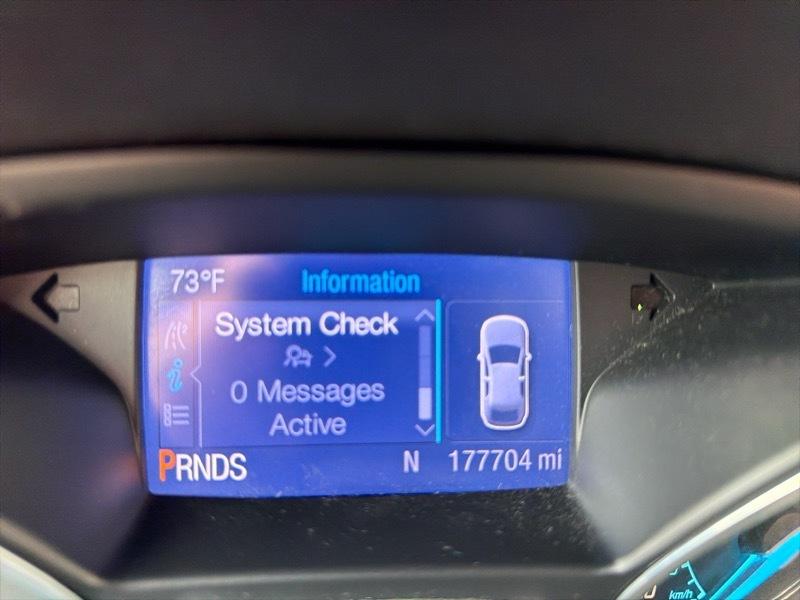 73°F Information
System Check
0 Messages
Active
PRNDS N 177704 mi
km/h